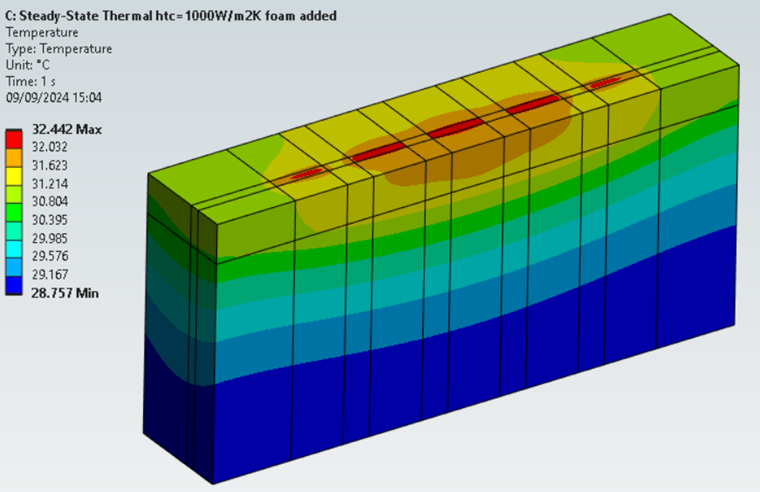 C: Steady-State Thermal htc=1000W/m2K foam added
Temperature
Type: Temperature
Unit: °C
Time: 1 s
09/09/2024 15:04
32.442 Max
32.032
31.623
31.214
30.804
30.395
29.985
29.576
29.167
28.757 Min